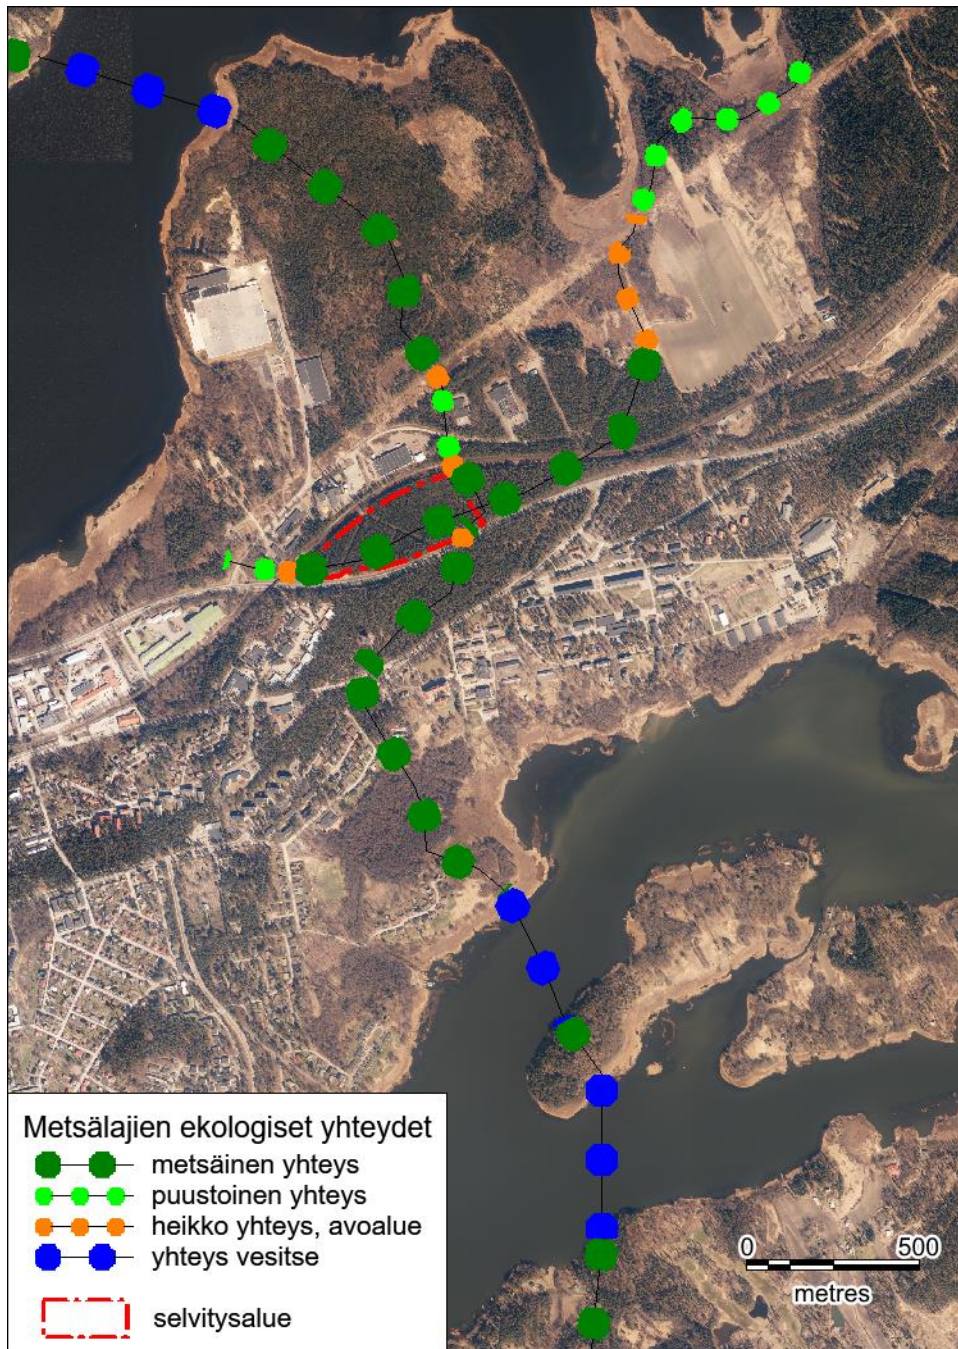 Metsälajien ekologiset yhteydet
metsäinen yhteys
puustoinen yhteys
heikko yhteys, avoalue
yhteys vesitse
selvitysalue
0 500
metres